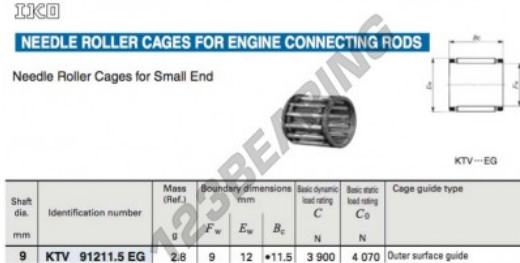 IKO
NEEDLE ROLLER CAGES FOR ENGINE CONNECTING RODS
Needle Roller Cages for Small End
Bc
Ew
Fw
KTV…EG
Shaft dia. mm
Identification number
Mass (Ref.) g
Boundary dimensions mm
Fw Ew Bc
Basic dynamic load rating C N
Basic static load rating C0 N
Cage guide type
9 KTV 91211.5 EG 2.8 9 12 •11.5 3 900 4 070 Outer surface guide
123BEARING